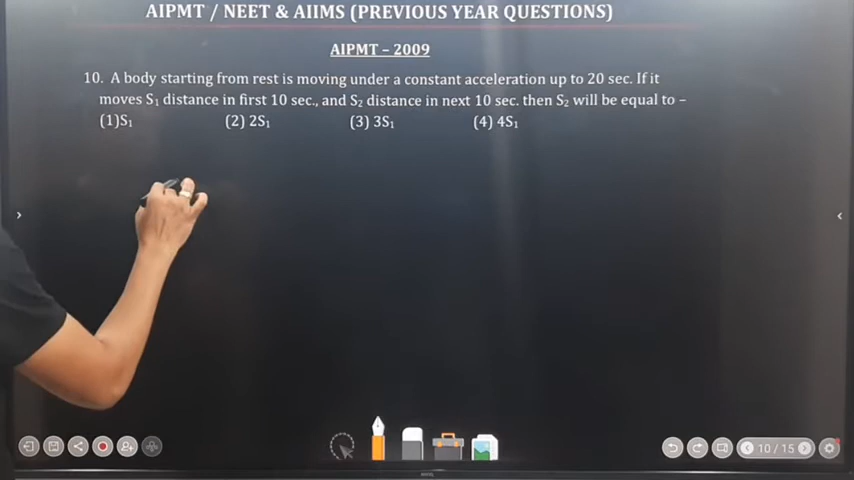 AIPMT / NEET & AIIMS (PREVIOUS YEAR QUESTIONS)
AIPMT – 2009
10. A body starting from rest is moving under a constant acceleration up to 20 sec. If it
moves S₁ distance in first 10 sec., and S₂ distance in next 10 sec. then S₂ will be equal to –
(1)S₁ (2) 2S₁ (3) 3S₁ (4) 4S₁
10 / 15